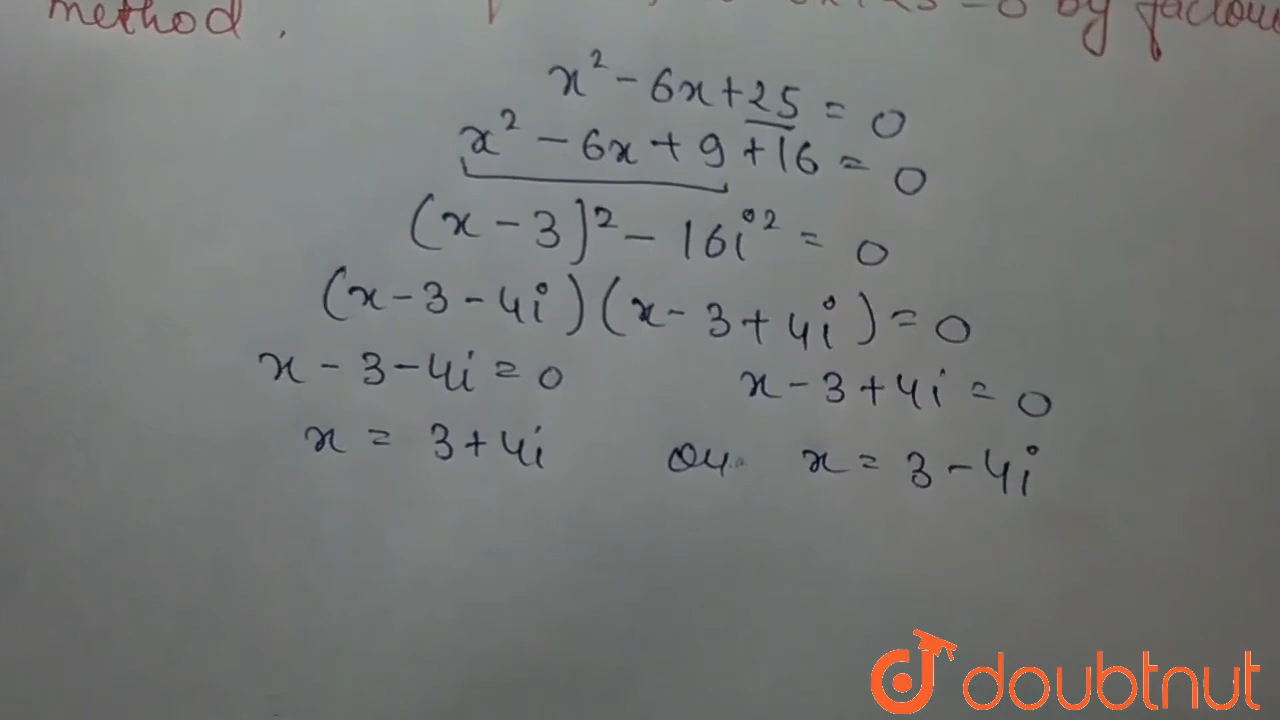 method .
by
x² - 6x + 25 = 0
x² - 6x + 9 + 16 = 0
(x - 3)² - 16i² = 0
(x - 3 - 4i)(x - 3 + 4i) = 0
x - 3 - 4i = 0 x - 3 + 4i = 0
x = 3 + 4i or x = 3 - 4i
doubtnut